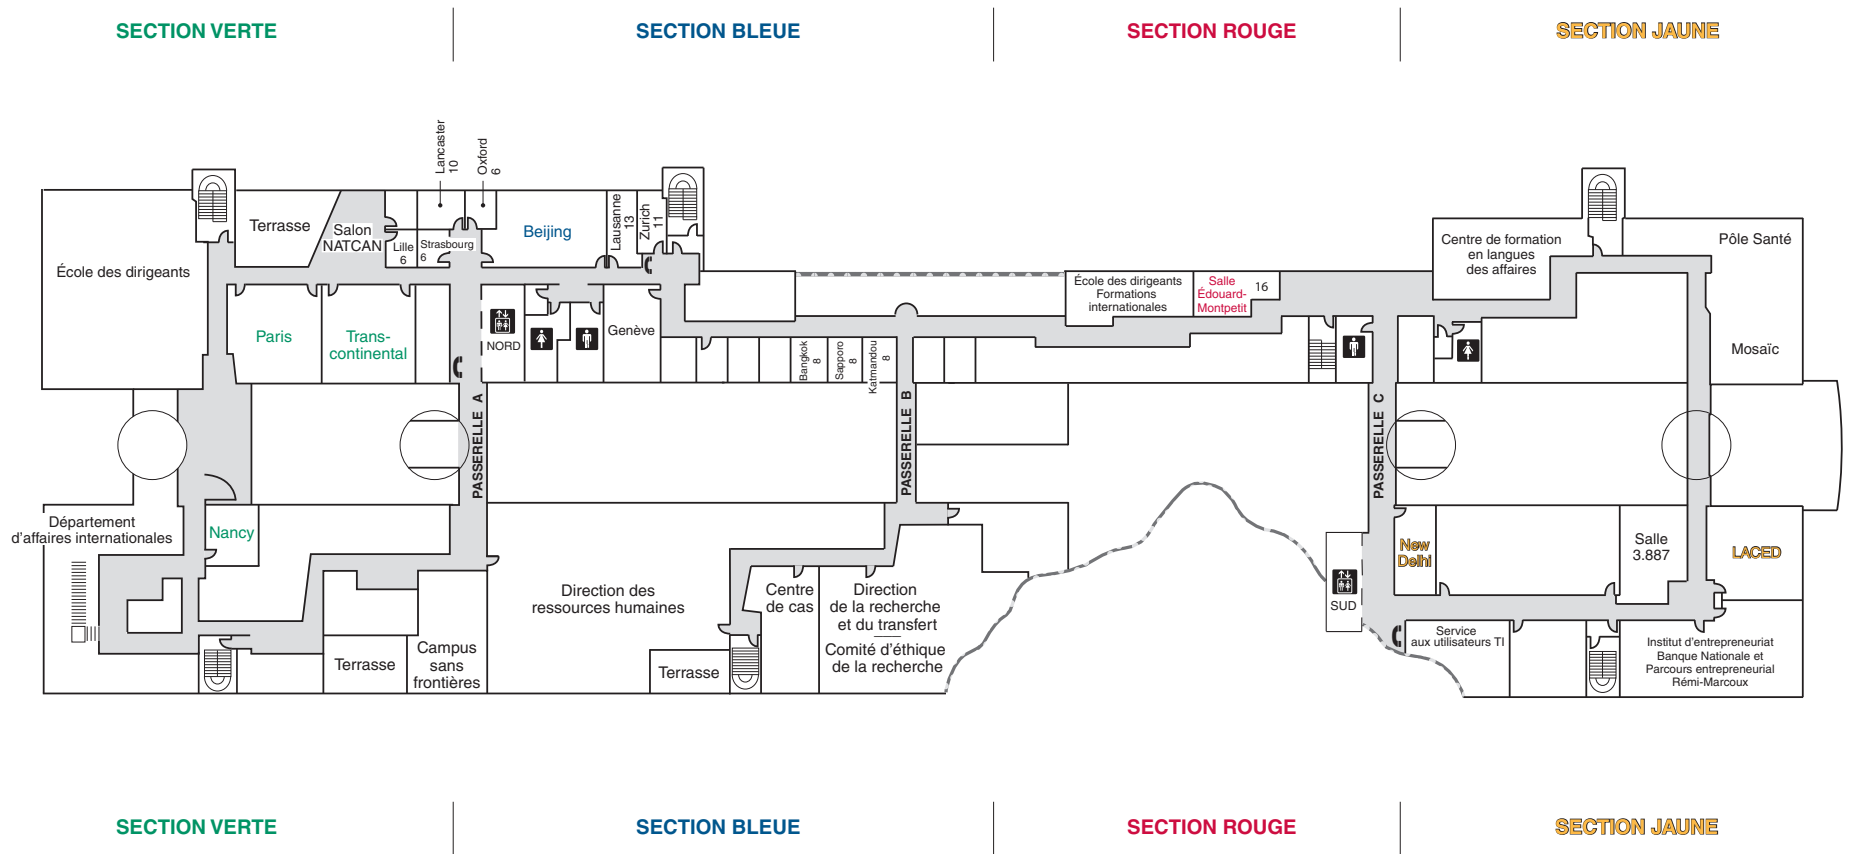 SECTION VERTE
SECTION BLEUE
SECTION ROUGE
SECTION JAUNE
Lancaster
10
Oxford
6
École des dirigeants
Terrasse
Salon
NATCAN
Lille
6
Strasbourg
6
Beijing
Lausanne
13
Zurich
11
Centre de formation
en langues
des affaires
Pôle Santé
École des dirigeants
Formations
internationales
Salle
Édouard-
Montpetit
16
Paris
Trans-
continental
NORD
Genève
Bangkok
8
Sapporo
8
Katmandou
8
Mosaïc
PASSERELLE A
PASSERELLE B
PASSERELLE C
Département
d'affaires internationales
Nancy
New
Delhi
Salle
3.887
LACED
Direction des
ressources humaines
Centre
de cas
Direction
de la recherche
et du transfert
Comité d'éthique
de la recherche
SUD
Terrasse
Campus
sans
frontières
Terrasse
Service
aux utilisateurs TI
Institut d'entrepreneuriat
Banque Nationale et
Parcours entrepreneurial
Rémi-Marcoux
SECTION VERTE
SECTION BLEUE
SECTION ROUGE
SECTION JAUNE